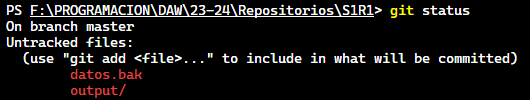 PS F:\PROGRAMACION\DAW\23-24\Repositorios\S1R1> git status
On branch master
Untracked files:
  (use "git add <file>..." to include in what will be committed)
        datos.bak
        output/